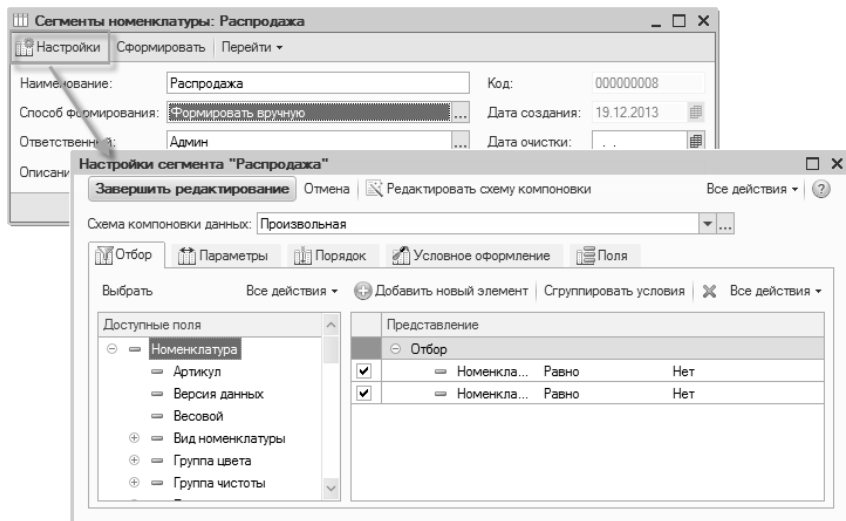 Сегменты номенклатуры: Распродажа
Настройки Сформировать Перейти
Наименование: Распродажа Код: 000000008
Способ формирования: Формировать вручную ... Дата создания: 19.12.2013
Ответственный: Админ ... Дата очистки: . .
Описани
Настройки сегмента "Распродажа"
Завершить редактирование Отмена Редактировать схему компоновки Все действия ?
Схема компоновки данных: Произвольная ...
Отбор Параметры Порядок Условное оформление Поля
Выбрать Все действия Добавить новый элемент Сгруппировать условия Все действия
Доступные поля Представление
Номенклатура Отбор
Артикул Номенкла... Равно Нет
Версия данных Номенкла... Равно Нет
Весовой
Вид номенклатуры
Группа цвета
Группа чистоты